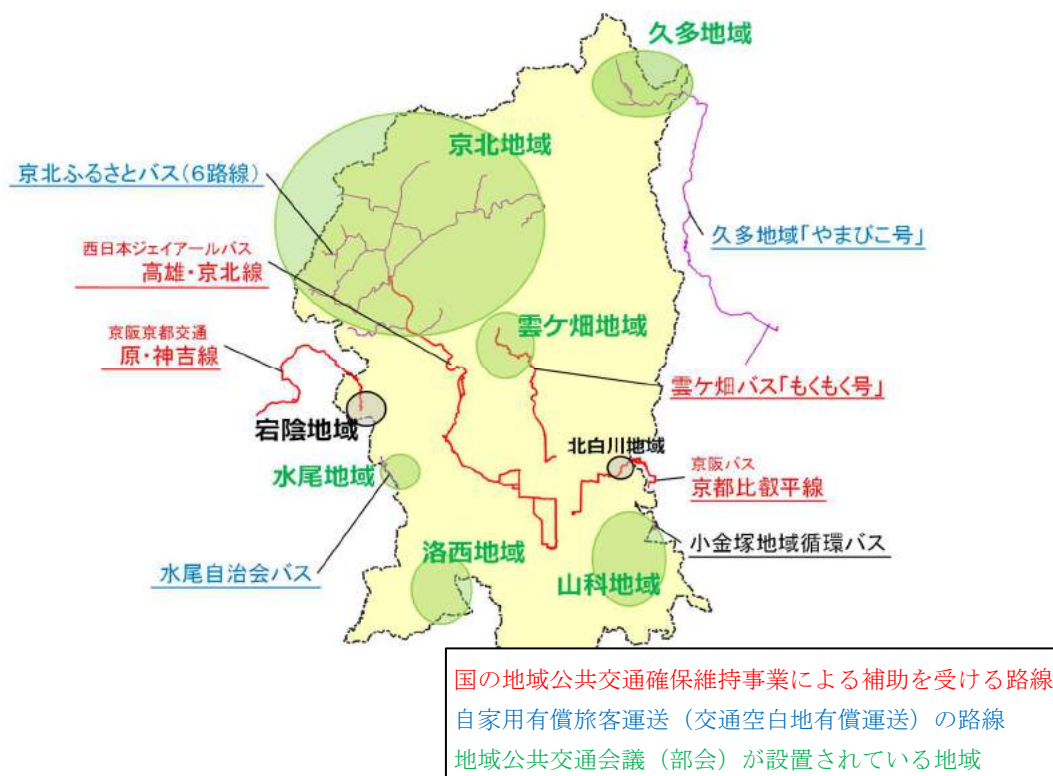 久多地域
京北地域
京北ふるさとバス(6路線)
久多地域「やまびこ号」
西日本ジェイアールバス
高雄・京北線
雲ケ畑地域
京阪京都交通
原・神吉線
雲ケ畑バス「もくもく号」
宕陰地域
北白川地域
水尾地域
京阪バス
京都比叡平線
小金塚地域循環バス
洛西地域
水尾自治会バス
山科地域
国の地域公共交通確保維持事業による補助を受ける路線
自家用有償旅客運送（交通空白地有償運送）の路線
地域公共交通会議（部会）が設置されている地域